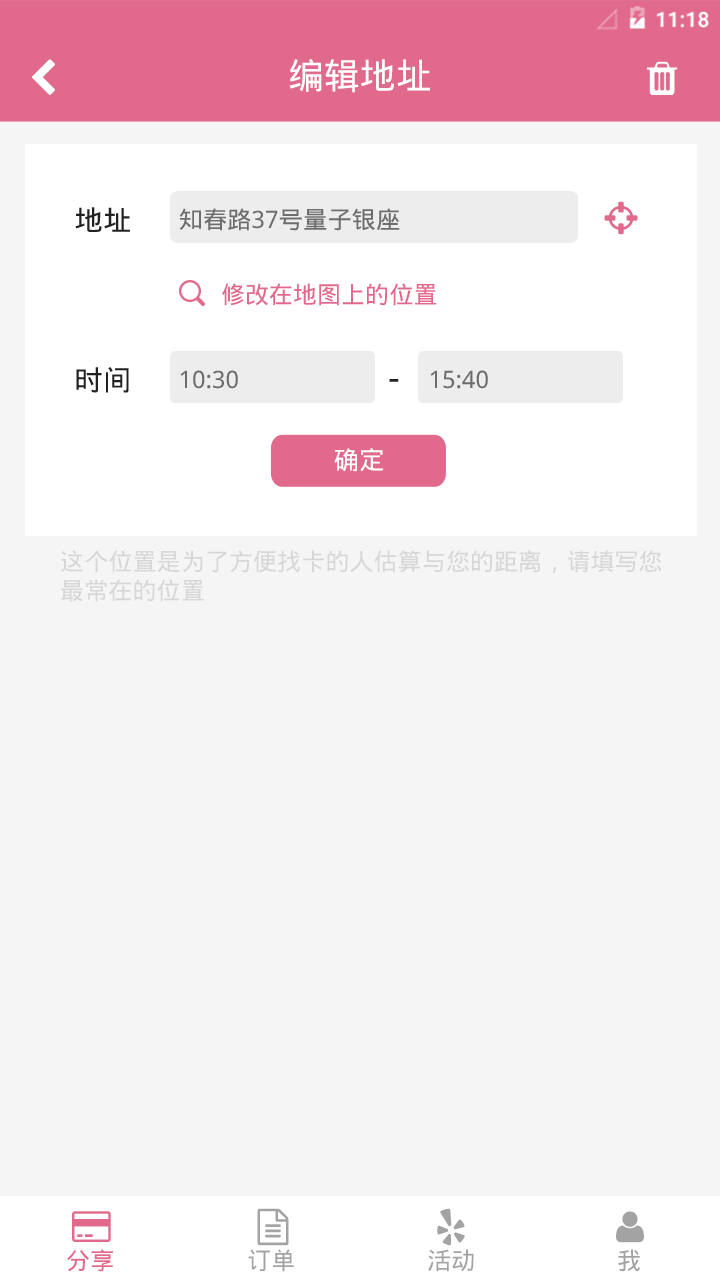 11:18
编辑地址
地址 知春路37号量子银座
修改在地图上的位置
时间 10:30 - 15:40
确定
这个位置是为了方便找卡的人估算与您的距离，请填写您
最常在的位置
分享 订单 活动 我